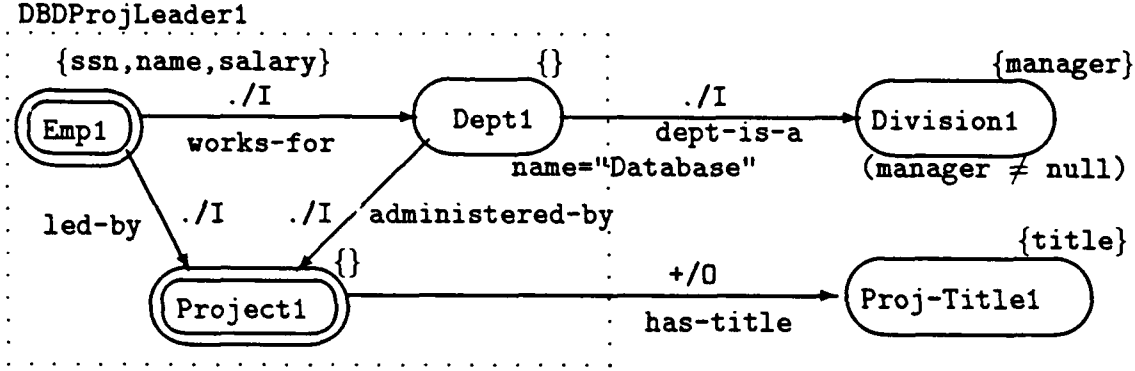 DBDProjLeader1
{ssn,name,salary}
{}
{manager}
./I
./I
Emp1
Dept1
Division1
works-for
dept-is-a
name="Database"
(manager ≠ null)
led-by
./I
./I
administered-by
{}
{title}
+/O
Project1
Proj-Title1
has-title